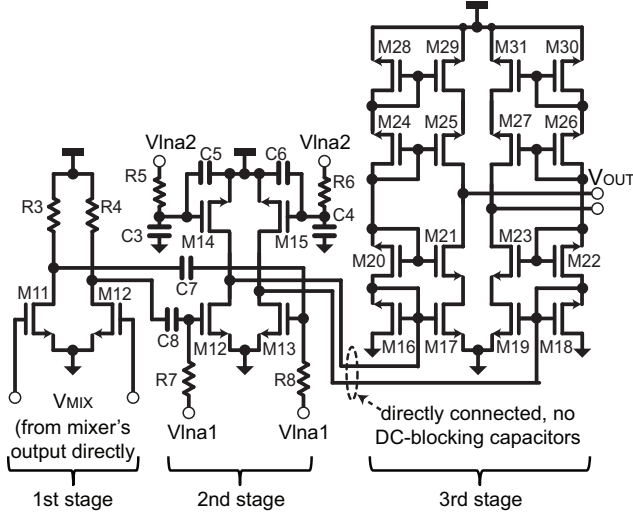 M28
M29
M31
M30
M24
M25
M27
M26
Vlna2
Vlna2
C5
C6
R5
R6
VOUT
R3
R4
C3
M14
M15
C4
M20
M21
M23
M22
C7
M11
M12
C8
M12
M13
M16
M17
M19
M18
R7
R8
VMIX
(from mixer's
output directly
Vlna1
Vlna1
directly connected, no
DC-blocking capacitors
1st stage
2nd stage
3rd stage